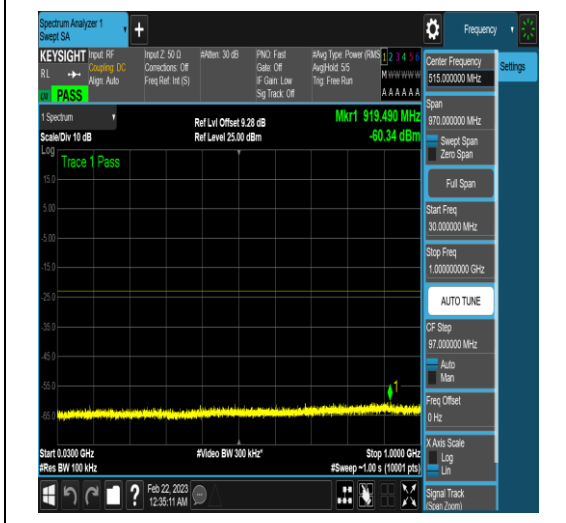 Spectrum Analyzer 1
Swept SA
+
Frequency
KEYSIGHT
RL
PASS
Input: RF
Coupling: DC
Align: Auto
Input Z: 50 Ω
Corrections: Off
Freq Ref: Int (S)
#Atten: 30 dB
PNO: Fast
Gate: Off
IF Gain: Low
Sig Track: Off
#Avg Type: Power (RMS
Avg|Hold: 5/5
Trig: Free Run
1 2 3 4 5 6
M W W W W W
A A A A A A
Center Frequency
515.000000 MHz
Settings
Span
970.000000 MHz
Swept Span
Zero Span
Full Span
Start Freq
30.000000 MHz
Stop Freq
1.000000000 GHz
AUTO TUNE
CF Step
97.000000 MHz
Auto
Man
Freq Offset
0 Hz
X Axis Scale
Log
Lin
Signal Track
(Span Zoom)
1 Spectrum
Scale/Div 10 dB
Ref Lvl Offset 9.28 dB
Ref Level 25.00 dBm
Mkr1 919.490 MHz
-60.34 dBm
Log
Trace 1 Pass
15.0
5.00
-5.00
-15.0
-25.0
-35.0
-45.0
-55.0
-65.0
1
Start 0.0300 GHz
#Res BW 100 kHz
#Video BW 300 kHz*
Stop 1.0000 GHz
#Sweep ~1.00 s (10001 pts)
?
Feb 22, 2023
12:35:11 AM